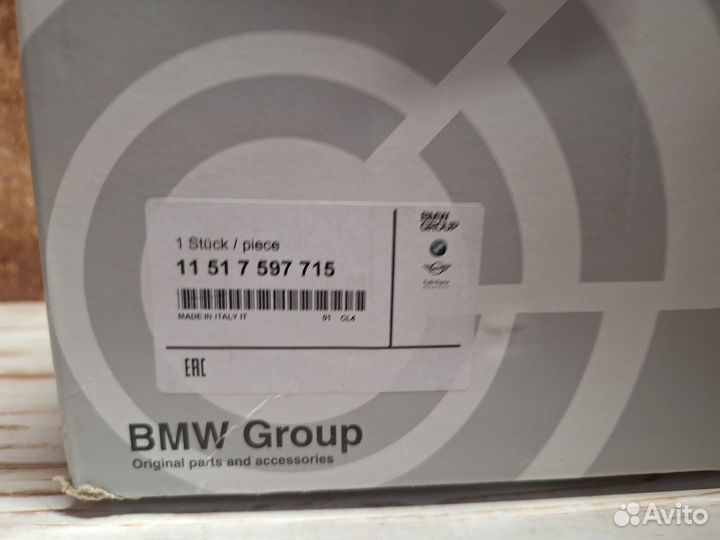 1 Stück / piece
11 51 7 597 715
MADE IN ITALY IT 01 CL4
BMW
GROUP
EAC
BMW Group
Original parts and accessories
Avito